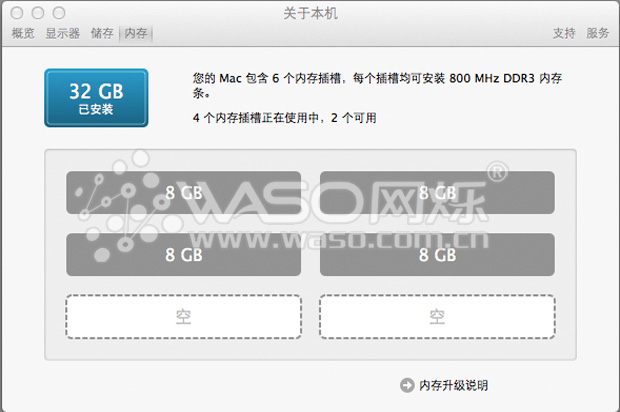 关于本机
概览 显示器 储存 内存 支持 服务
32 GB
已安装
您的 Mac 包含 6 个内存插槽，每个插槽均可安装 800 MHz DDR3 内存
条。
4 个内存插槽正在使用中，2 个可用
8 GB 8 GB
WASO网烁®
www.waso.com.cn
8 GB 8 GB
空 空
内存升级说明